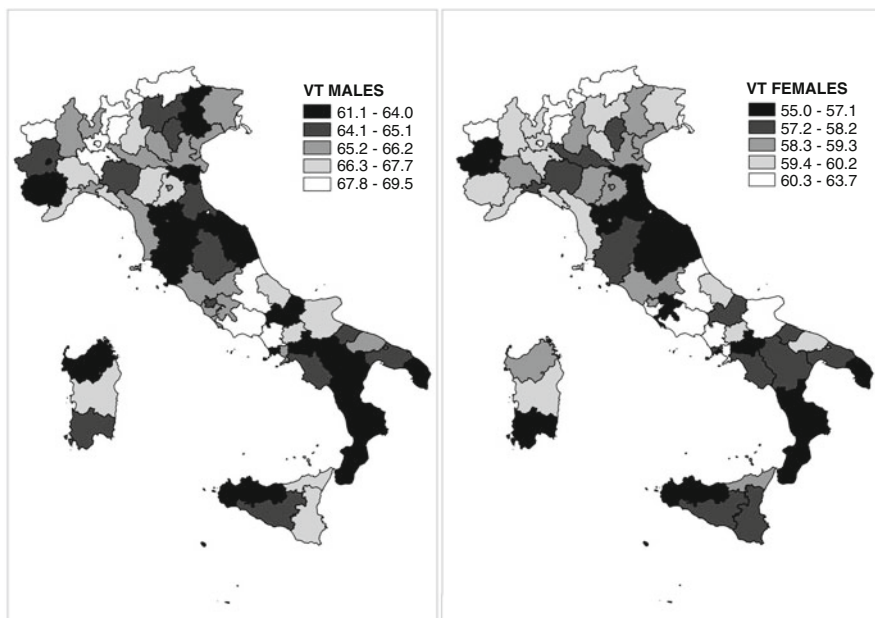 VT MALES
61.1 - 64.0
64.1 - 65.1
65.2 - 66.2
66.3 - 67.7
67.8 - 69.5
VT FEMALES
55.0 - 57.1
57.2 - 58.2
58.3 - 59.3
59.4 - 60.2
60.3 - 63.7